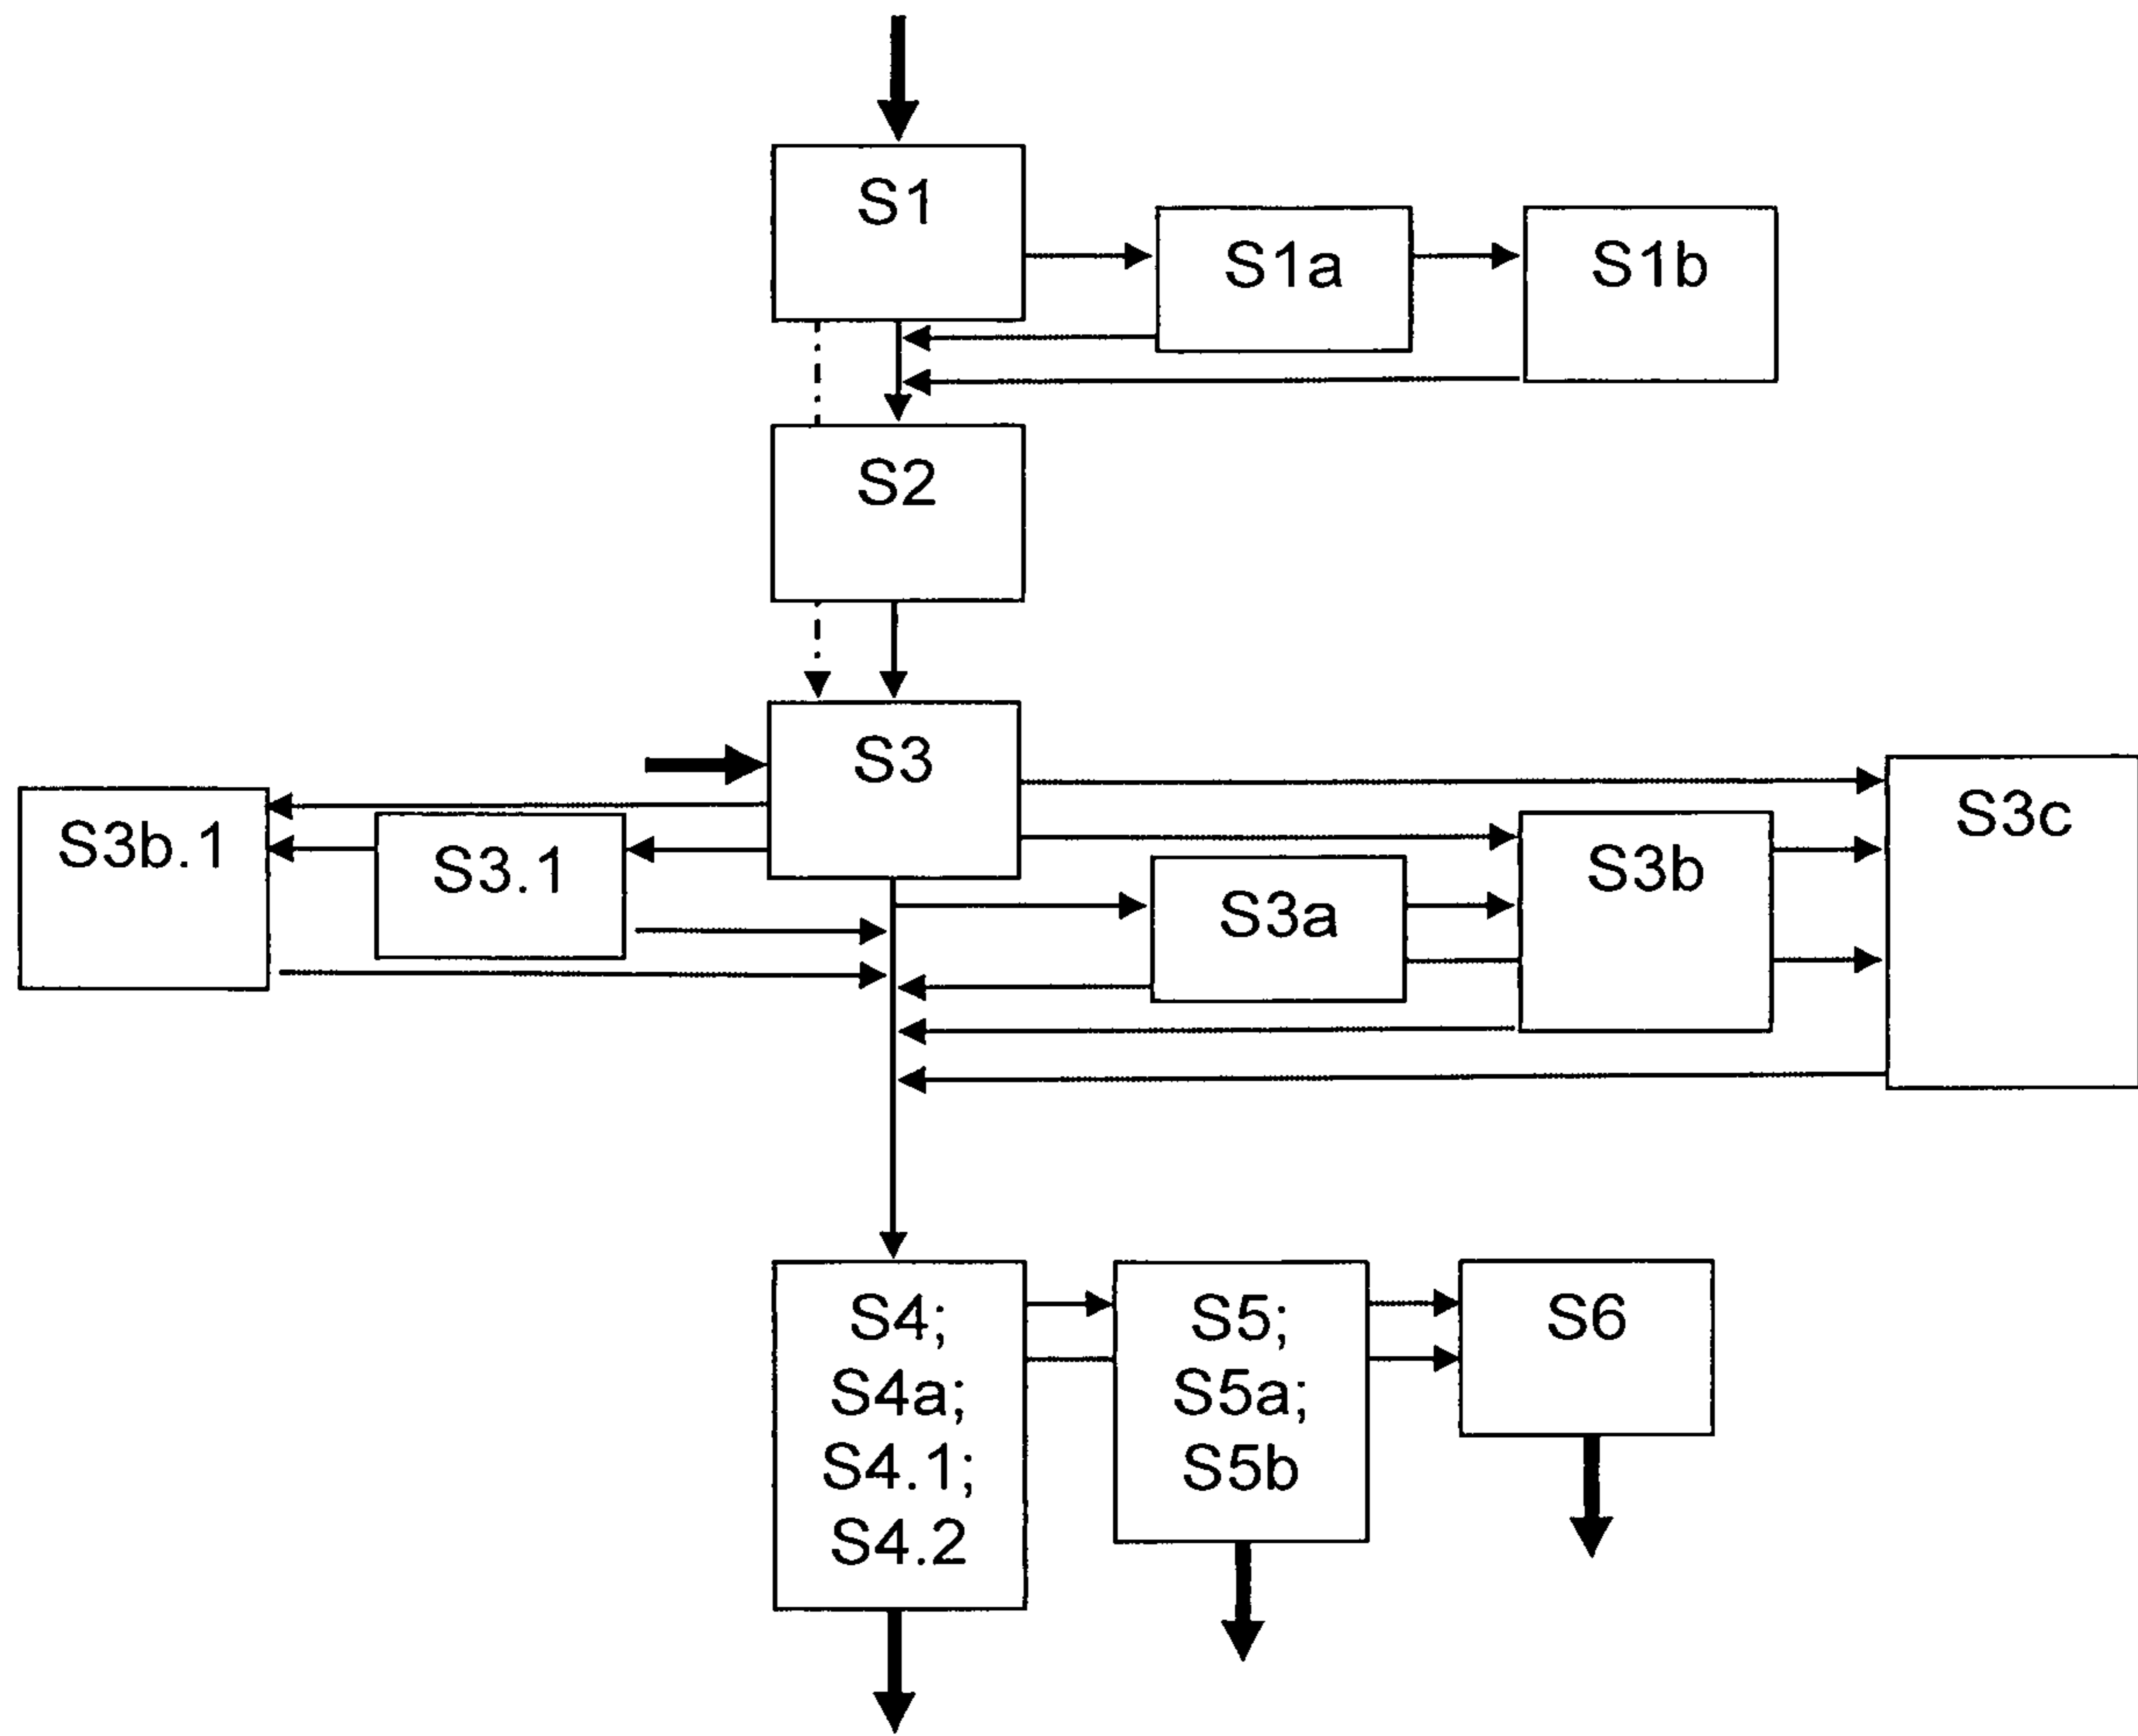 S1
S1a
S1b
S2
S3
S3c
S3b.1
S3.1
S3b
S3a
S4;
S4a;
S4.1;
S4.2
S5;
S5a;
S5b
S6